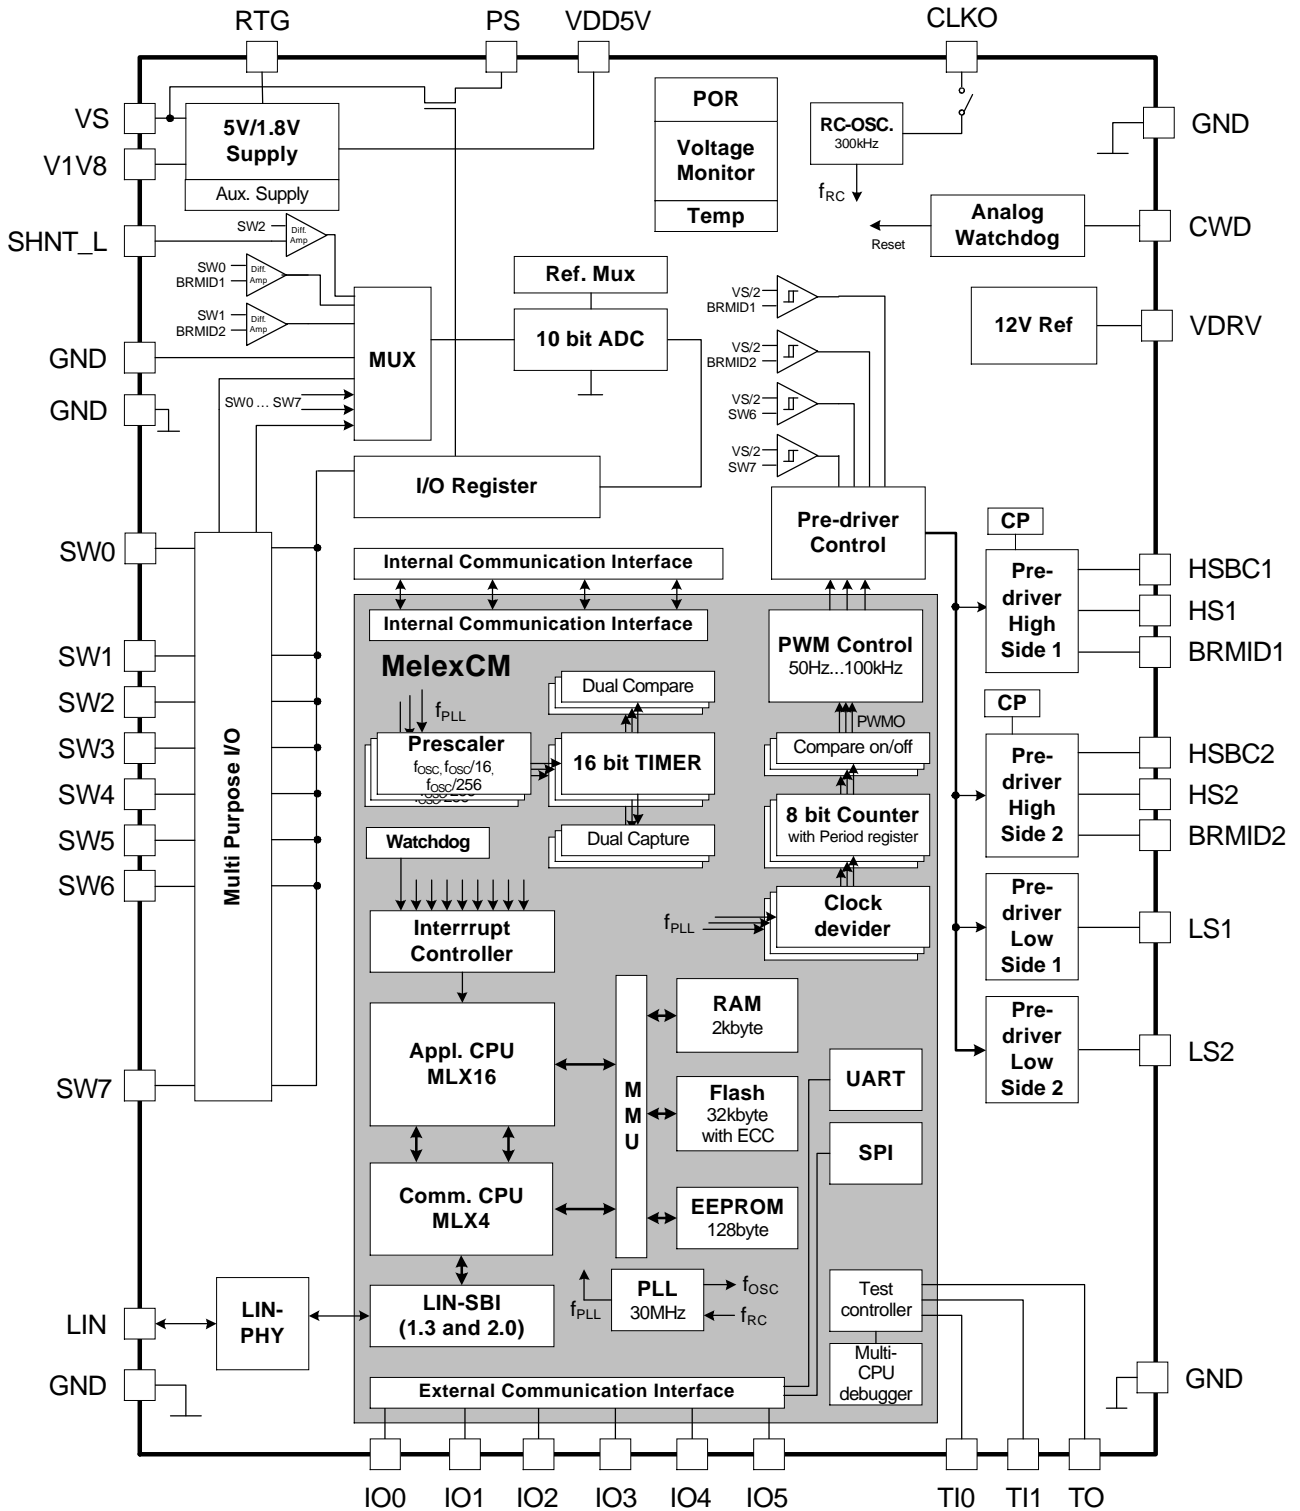 RTG
PS
VDD5V
CLKO
VS
V1V8
5V/1.8V
Supply
Aux. Supply
POR
Voltage
Monitor
Temp
RC-OSC.
300kHz
fRC
GND
SHNT_L
SW2
Diff.
Amp
Reset
Analog
Watchdog
CWD
SW0
BRMID1
Diff.
Amp
SW1
BRMID2
Diff.
Amp
Ref. Mux
10 bit ADC
MUX
VS/2
BRMID1
VS/2
BRMID2
VS/2
SW6
VS/2
SW7
12V Ref
VDRV
GND
GND
SW0 ... SW7
I/O Register
Pre-driver
Control
CP
Pre-
driver
High
Side 1
HSBC1
HS1
BRMID1
SW0
SW1
SW2
SW3
SW4
SW5
SW6
SW7
Multi Purpose I/O
Internal Communication Interface
Internal Communication Interface
MelexCM
fPLL
Prescaler
fOSC, fOSC/16,
fOSC/256
fOSC/256
Dual Compare
16 bit TIMER
Dual Capture
PWM Control
50Hz...100kHz
PWMO
Compare on/off
8 bit Counter
with Period register
Clock
devider
fPLL
CP
Pre-
driver
High
Side 2
HSBC2
HS2
BRMID2
Pre-
driver
Low
Side 1
LS1
Pre-
driver
Low
Side 2
LS2
Watchdog
Interrrupt
Controller
Appl. CPU
MLX16
Comm. CPU
MLX4
LIN-SBI
(1.3 and 2.0)
M
M
U
RAM
2kbyte
Flash
32kbyte
with ECC
EEPROM
128byte
UART
SPI
PLL
30MHz
fPLL
fOSC
fRC
Test
controller
Multi-
CPU
debugger
LIN
LIN-
PHY
GND
GND
External Communication Interface
IO0
IO1
IO2
IO3
IO4
IO5
TI0
TI1
TO